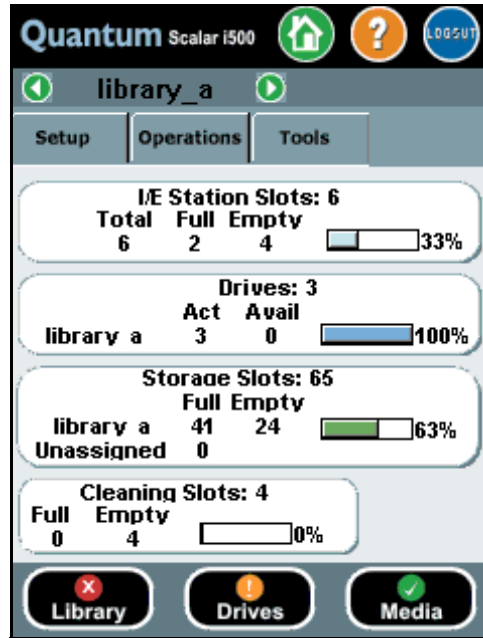 Quantum Scalar i500 ? LOGOUT
library_a
Setup Operations Tools
I/E Station Slots: 6
Total Full Empty
6 2 4 33%
Drives: 3
Act Avail
library_a 3 0 100%
Storage Slots: 65
Full Empty
library_a 41 24 63%
Unassigned 0
Cleaning Slots: 4
Full Empty
0 4 0%
Library Drives Media